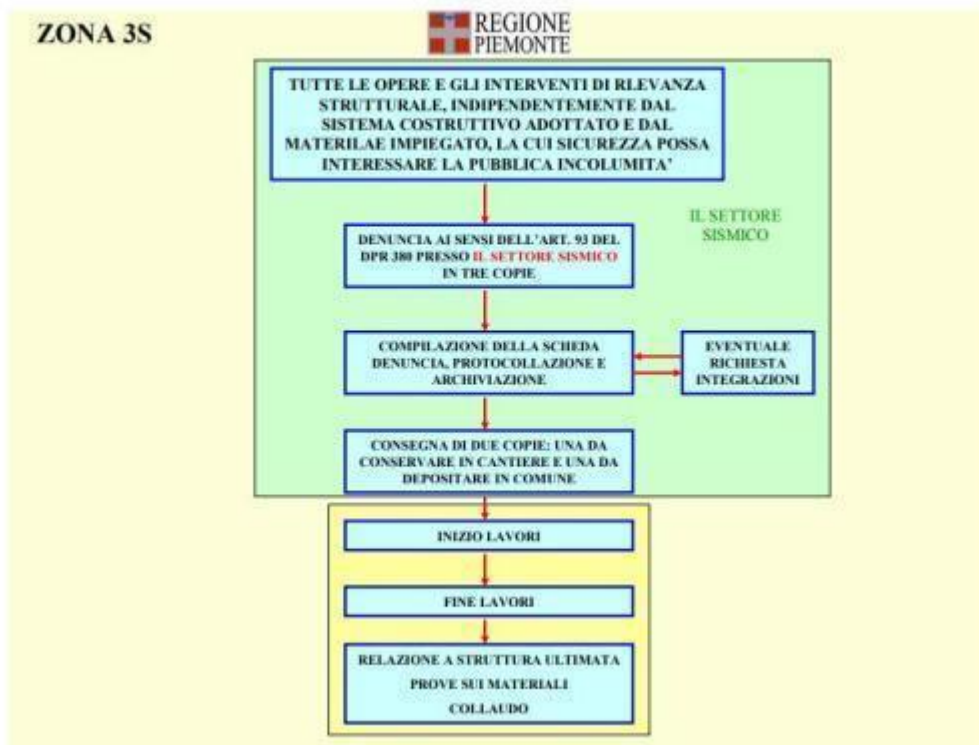 ZONA 3S
REGIONE
PIEMONTE
TUTTE LE OPERE E GLI INTERVENTI DI RLEVANZA
STRUTTURALE, INDIPENDENTEMENTE DAL
SISTEMA COSTRUTTIVO ADOTTATO E DAL
MATERILAE IMPIEGATO, LA CUI SICUREZZA POSSA
INTERESSARE LA PUBBLICA INCOLUMITA'
IL SETTORE
SISMICO
DENUNCIA AI SENSI DELL'ART. 93 DEL
DPR 380 PRESSO IL SETTORE SISMICO
IN TRE COPIE
COMPILAZIONE DELLA SCHEDA
DENUNCIA, PROTOCOLLAZIONE E
ARCHIVIAZIONE
EVENTUALE
RICHIESTA
INTEGRAZIONI
CONSEGNA DI DUE COPIE: UNA DA
CONSERVARE IN CANTIERE E UNA DA
DEPOSITARE IN COMUNE
INIZIO LAVORI
FINE LAVORI
RELAZIONE A STRUTTURA ULTIMATA
PROVE SUI MATERIALI
COLLAUDO